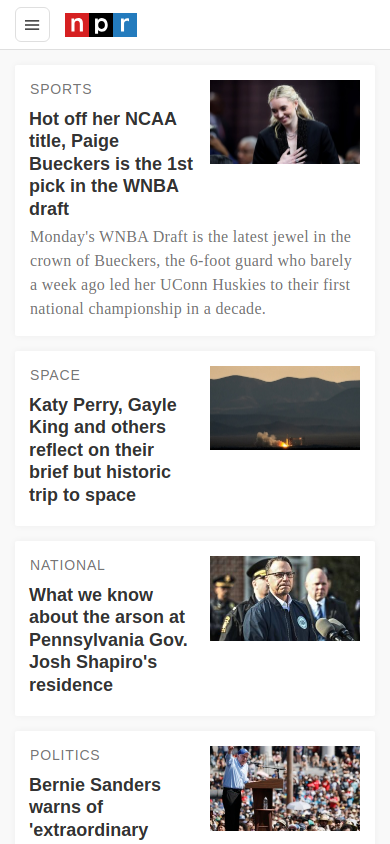 npr
SPORTS
Hot off her NCAA
title, Paige
Bueckers is the 1st
pick in the WNBA
draft
Monday's WNBA Draft is the latest jewel in the
crown of Bueckers, the 6-foot guard who barely
a week ago led her UConn Huskies to their first
national championship in a decade.
SPACE
Katy Perry, Gayle
King and others
reflect on their
brief but historic
trip to space
NATIONAL
What we know
about the arson at
Pennsylvania Gov.
Josh Shapiro's
residence
POLITICS
Bernie Sanders
warns of
'extraordinary